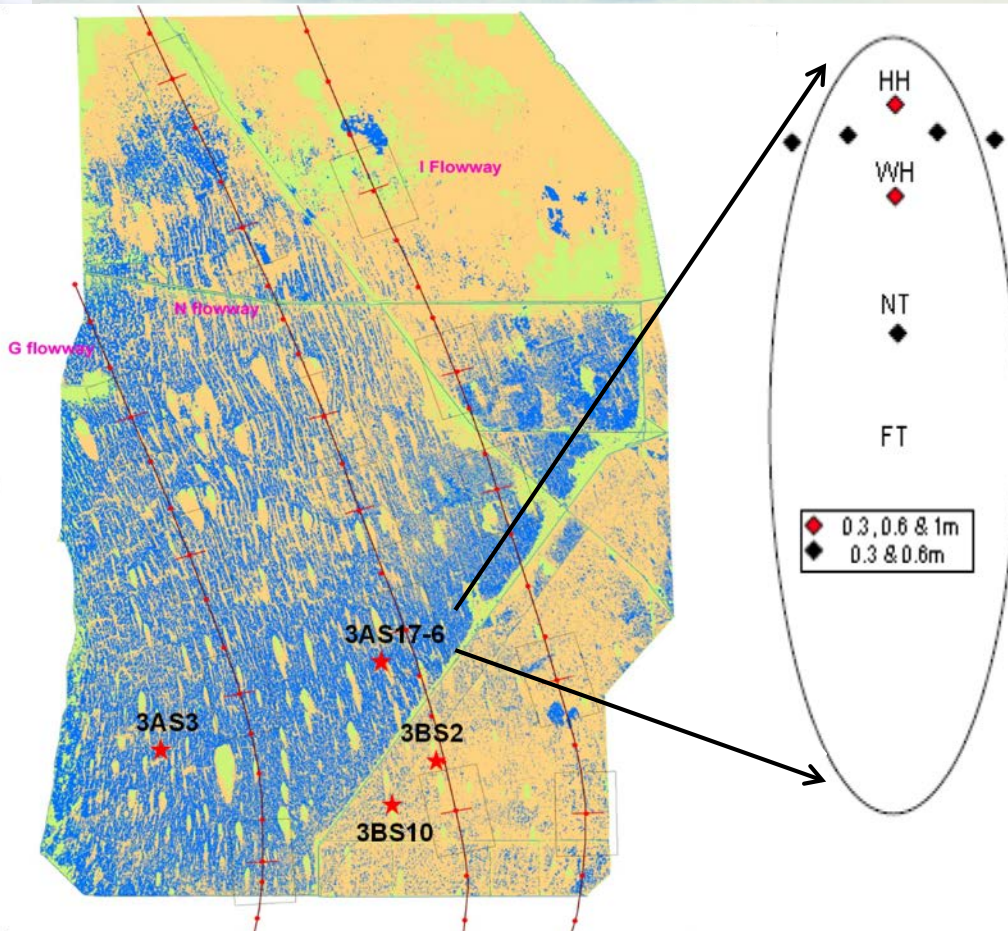 I Flowway
N flowway
G flowway
3AS17-6
3AS3
3BS2
3BS10
HH
WH
NT
FT
0.3, 0.6 & 1m
0.3 & 0.6m